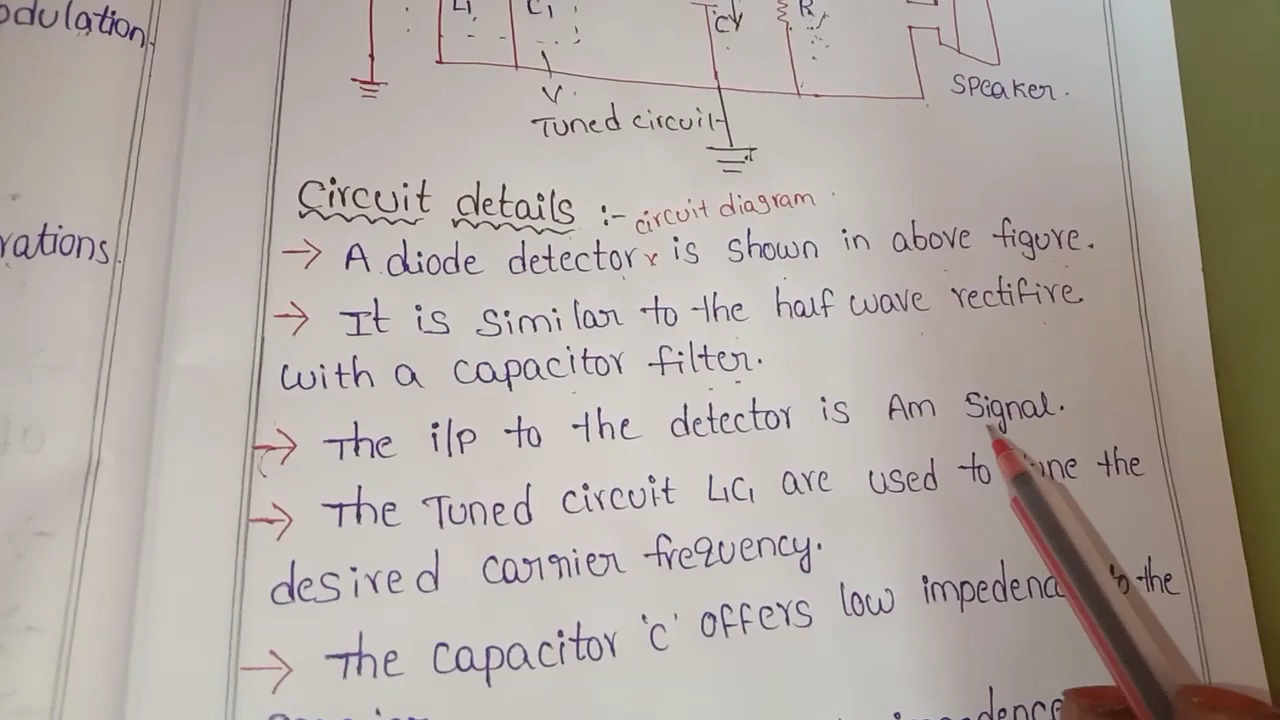 odulation
L1 C1 C R
Speaker.
Tuned circuit
Circuit details :- circuit diagram
→ A diode detector is shown in above figure.
→ It is similar to the half wave rectifire
with a capacitor filter.
→ The i/p to the detector is Am Signal.
rations
→ The Tuned circuit L1C1 are used to the
desired carrier frequency.
→ The capacitor 'c' offers low the